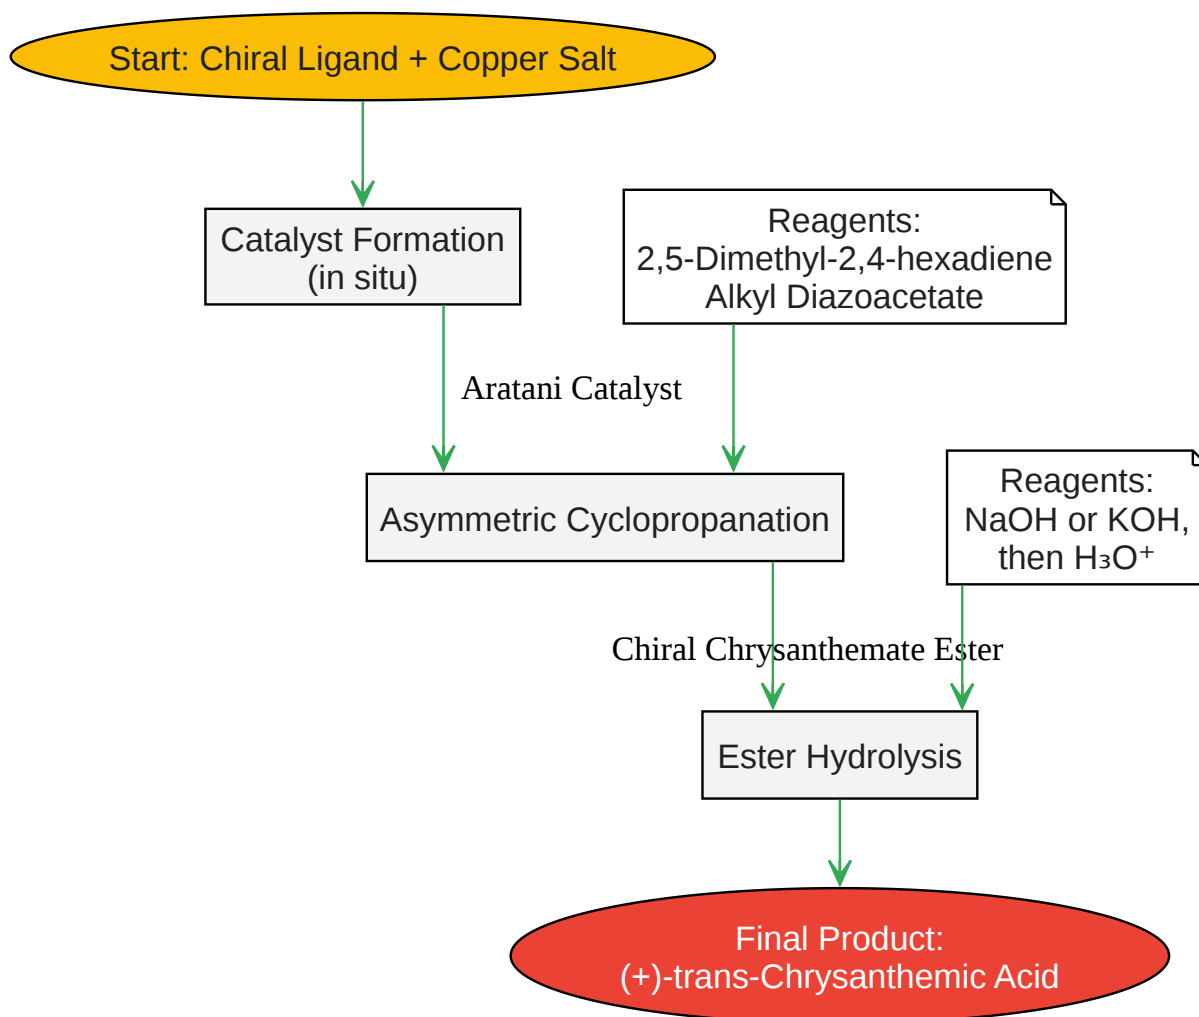 Start: Chiral Ligand + Copper Salt
Catalyst Formation
(in situ)
Reagents:
2,5-Dimethyl-2,4-hexadiene
Alkyl Diazoacetate
Aratani Catalyst
Asymmetric Cyclopropanation
Reagents:
NaOH or KOH,
then H₃O⁺
Chiral Chrysanthemate Ester
Ester Hydrolysis
Final Product:
(+)-trans-Chrysanthemic Acid